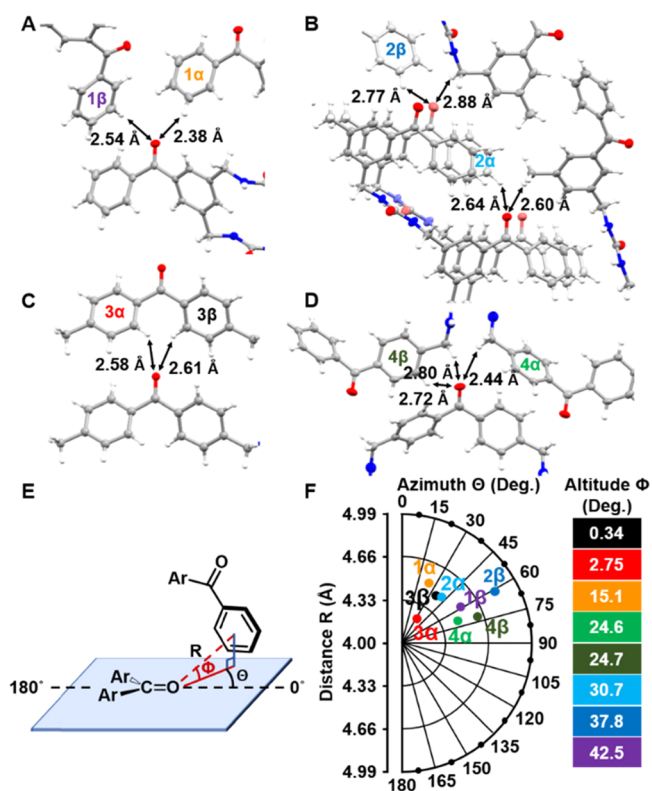 A
1β
1α
2.54 Å
2.38 Å
B
2β
2.77 Å
2.88 Å
2α
2.64 Å
2.60 Å
C
3α
3β
2.58 Å
2.61 Å
D
4β
2.80 Å
4α
2.44 Å
2.72 Å
E
O
Ar
R
Φ
Θ
Ar
Ar
C=O
180°
0°
F
Azimuth Θ (Deg.)
Altitude Φ
(Deg.)
Distance R (Å)
4.99
4.66
4.33
4.00
4.33
4.66
4.99
0
15
30
45
60
75
90
105
120
135
150
165
180
1α
2α
2β
3β
1β
3α
4α
4β
0.34
2.75
15.1
24.6
24.7
30.7
37.8
42.5